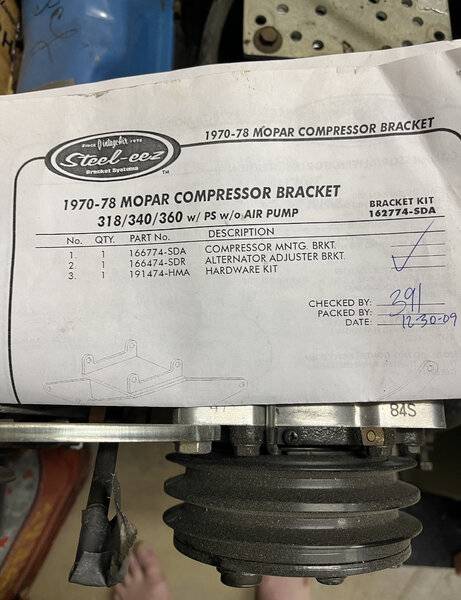 SINCE VintageAir 1976
Steel-eez
Bracket Systems
TM
1970-78 MOPAR COMPRESSOR BRACKET
1970-78 MOPAR COMPRESSOR BRACKET
318/340/360 w/ PS w/o AIR PUMP
BRACKET KIT
162774-SDA
No. QTY. PART No. DESCRIPTION
1. 1 166774-SDA COMPRESSOR MNTG. BRKT.
2. 1 166474-SDR ALTERNATOR ADJUSTER BRKT.
3. 1 191474-HMA HARDWARE KIT
CHECKED BY: 391
PACKED BY:
DATE: 12-30-09
84S